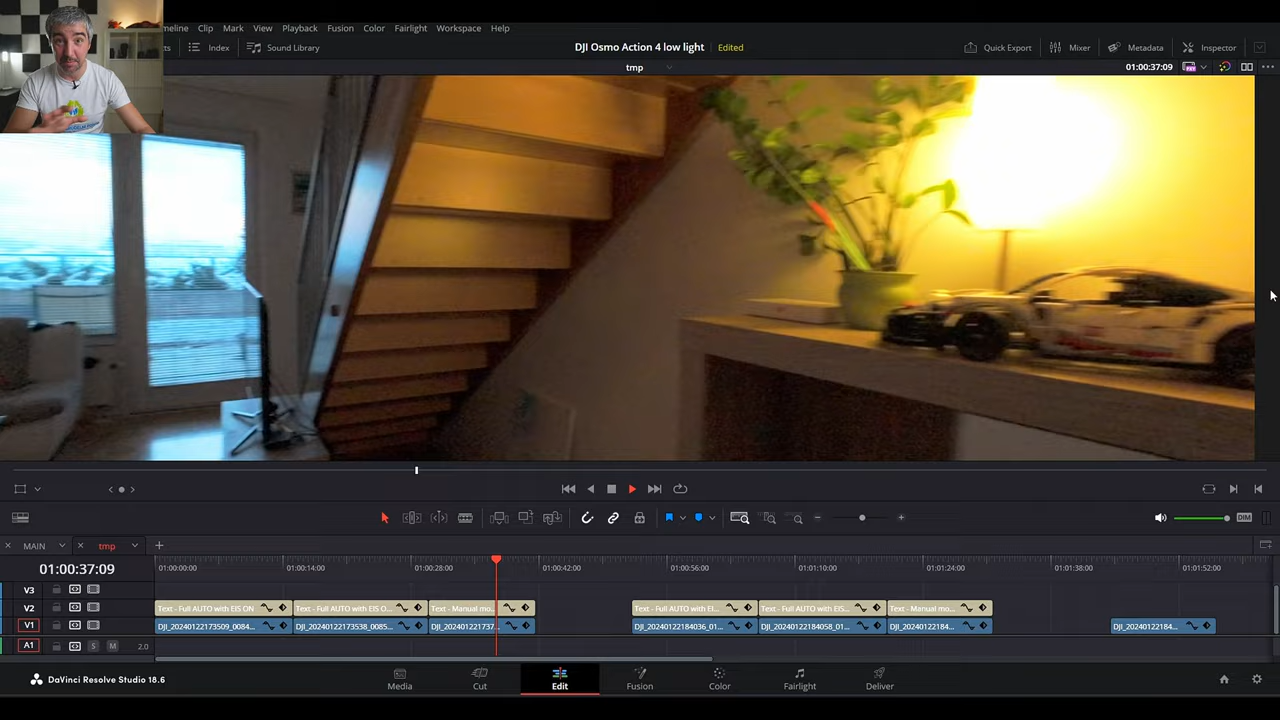 meline Clip Mark View Playback Fusion Color Fairlight Workspace Help
ts Index Sound Library DJI Osmo Action 4 low light Edited Quick Export Mixer Metadata Inspector
tmp 01:00:37:09
DIM
MAIN tmp
01:00:37:09 01:00:00:00 01:00:14:00 01:00:28:00 01:00:42:00 01:00:56:00 01:01:10:00 01:01:24:00 01:01:38:00 01:01:52:00
V3
V2 Text - Full AUTO with EIS ON Text - Full AUTO with EIS O... Text - Manual mo... Text - Full AUTO with EI... Text - Full AUTO with EIS... Text - Manual mo...
V1 DJI_20240122173509_0084... DJI_20240122173538_0085... DJI_202401221737... DJI_20240122184036_01... DJI_20240122184058_01... DJI_20240122184... DJI_20240122184...
A1 S M 2.0
DaVinci Resolve Studio 18.6 Media Cut Edit Fusion Color Fairlight Deliver